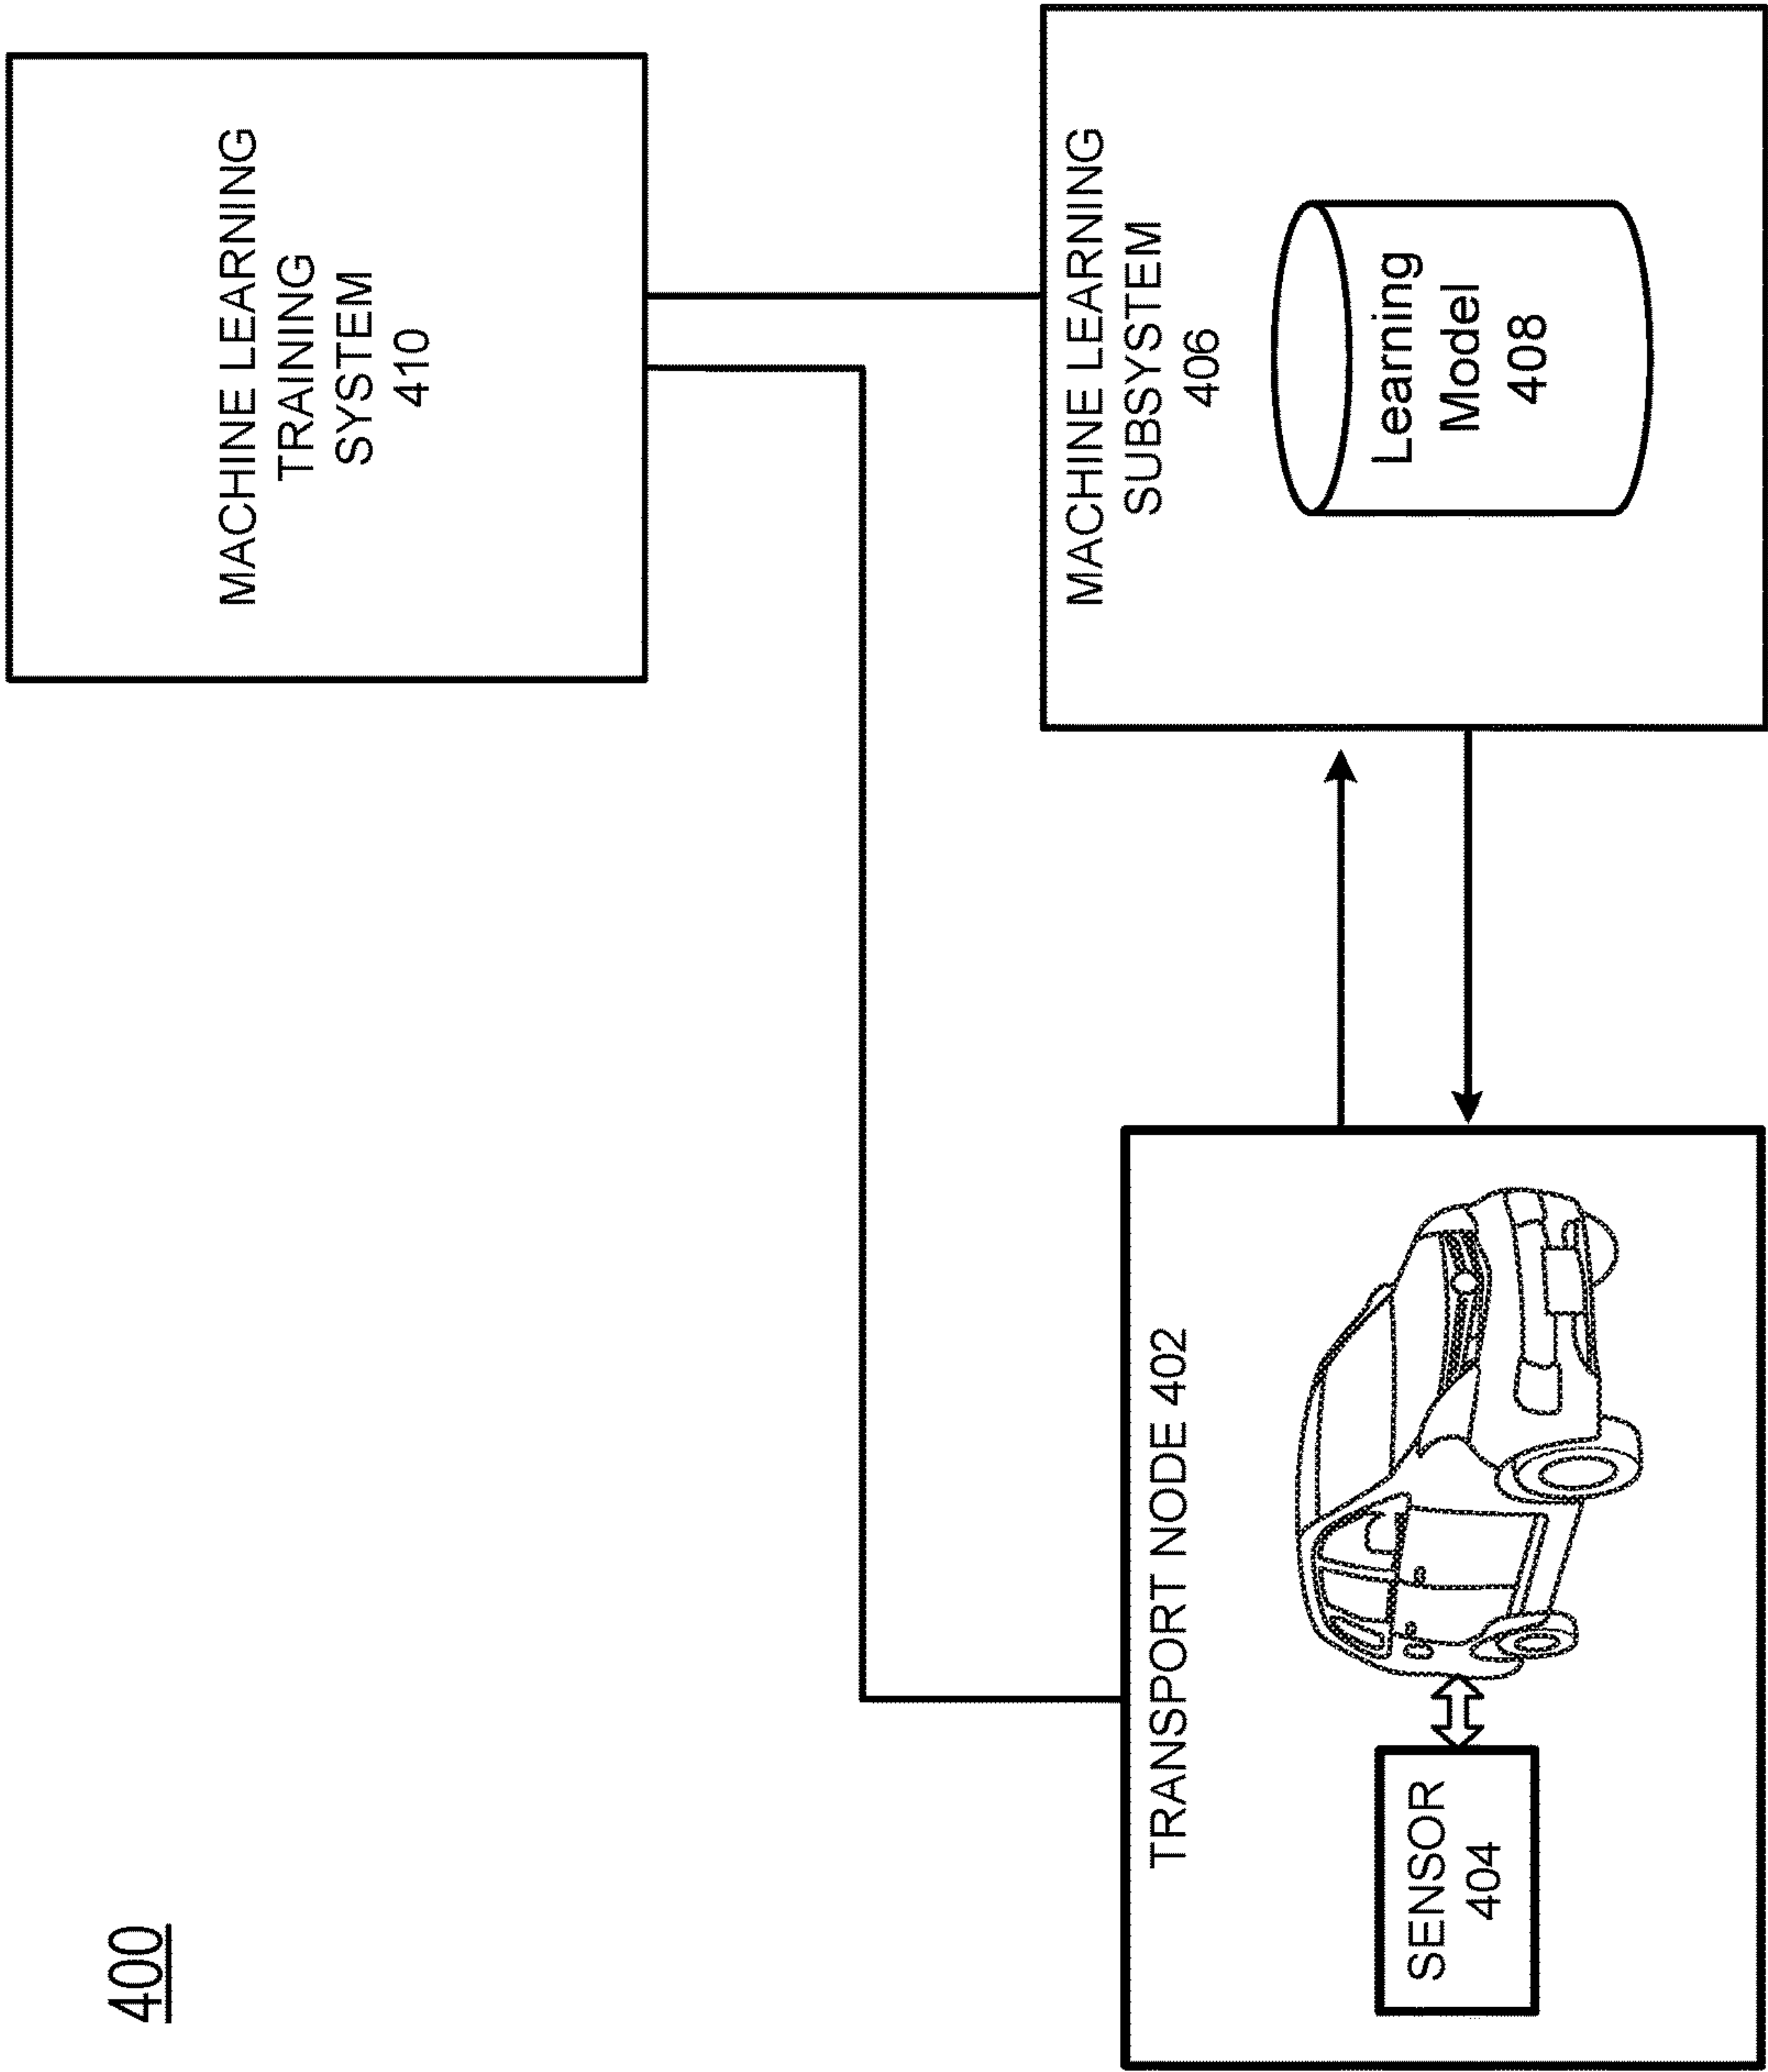 400
MACHINE LEARNING
TRAINING
SYSTEM
410
TRANSPORT NODE 402
SENSOR
404
MACHINE LEARNING
SUBSYSTEM
406
Learning
Model
408